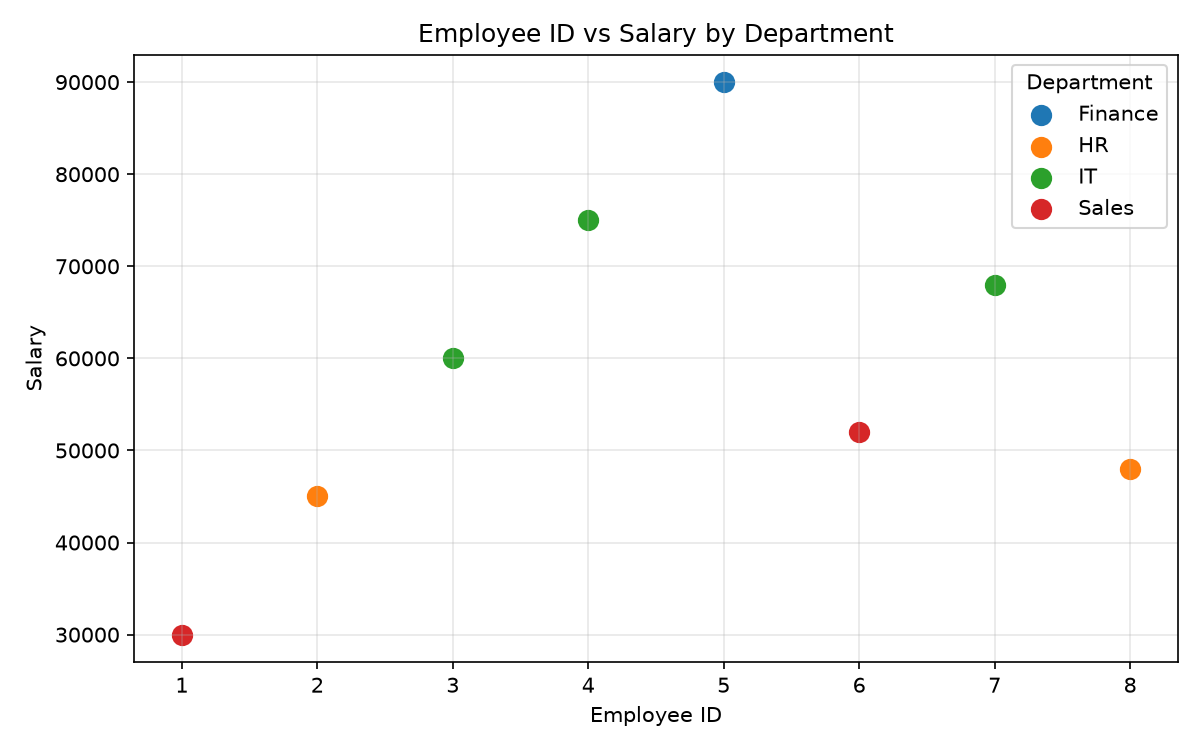 Employee ID vs Salary by Department
Department
Finance
HR
IT
Sales
90000
80000
70000
60000
50000
40000
30000
Salary
1 2 3 4 5 6 7 8
Employee ID